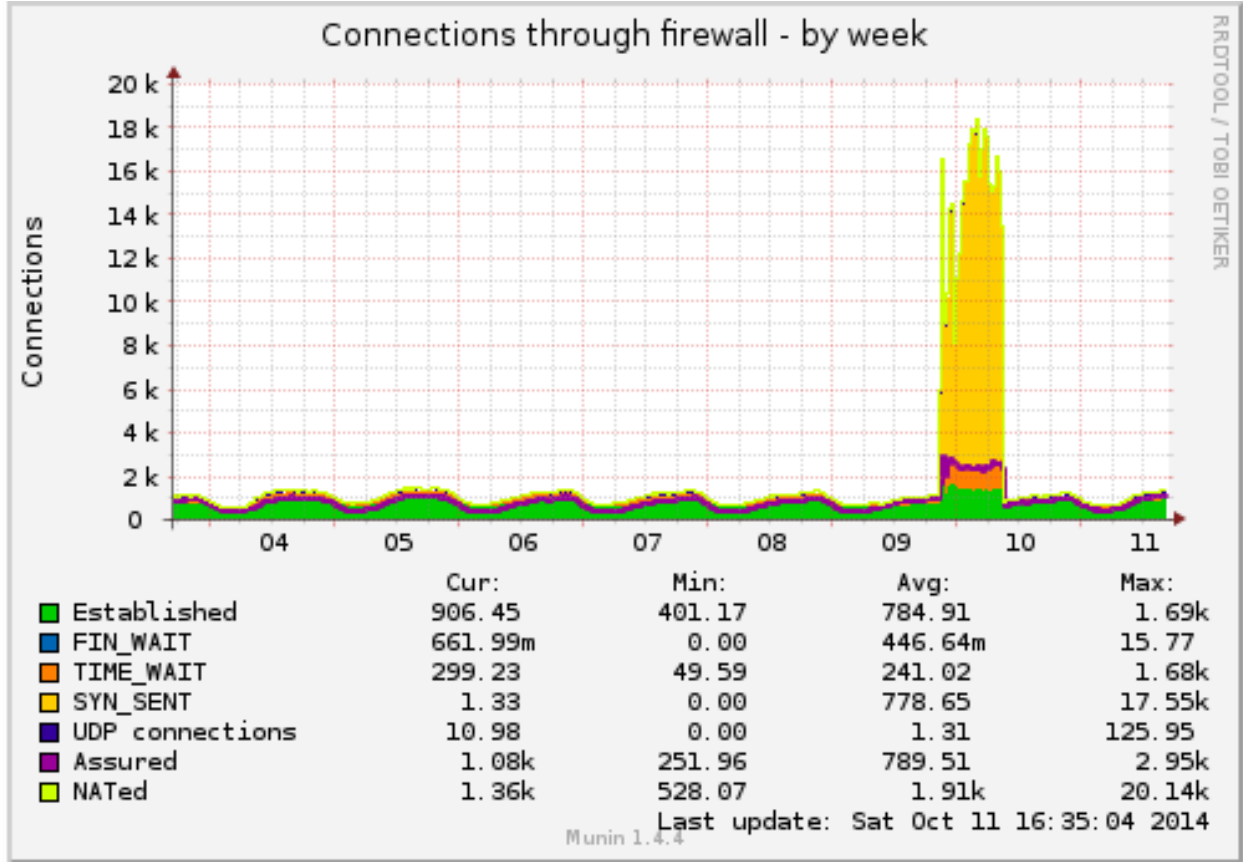 Connections through firewall - by week
RRDTOOL / TOBI OETIKER
Connections
20 k
18 k
16 k
14 k
12 k
10 k
8 k
6 k
4 k
2 k
0
04 05 06 07 08 09 10 11
Cur: Min: Avg: Max:
Established 906.45 401.17 784.91 1.69k
FIN_WAIT 661.99m 0.00 446.64m 15.77
TIME_WAIT 299.23 49.59 241.02 1.68k
SYN_SENT 1.33 0.00 778.65 17.55k
UDP connections 10.98 0.00 1.31 125.95
Assured 1.08k 251.96 789.51 2.95k
NATed 1.36k 528.07 1.91k 20.14k
Last update: Sat Oct 11 16:35:04 2014
Munin 1.4.4